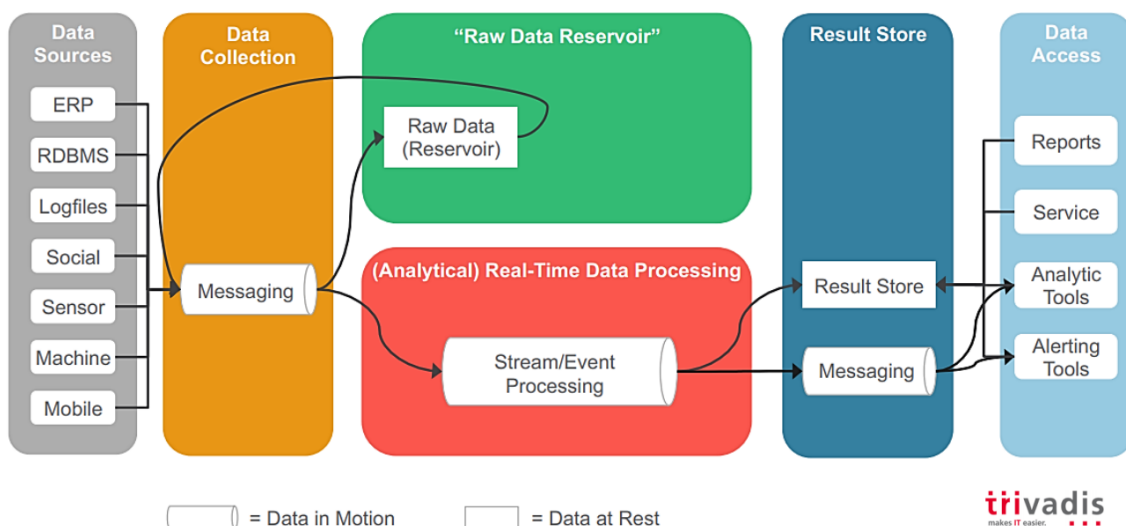 Data
Sources
ERP
RDBMS
Logfiles
Social
Sensor
Machine
Mobile
Data
Collection
Messaging
“Raw Data Reservoir”
Raw Data
(Reservoir)
(Analytical) Real-Time Data Processing
Stream/Event
Processing
Result Store
Result Store
Messaging
Data
Access
Reports
Service
Analytic
Tools
Alerting
Tools
= Data in Motion
= Data at Rest
trivadis
makes IT easier.